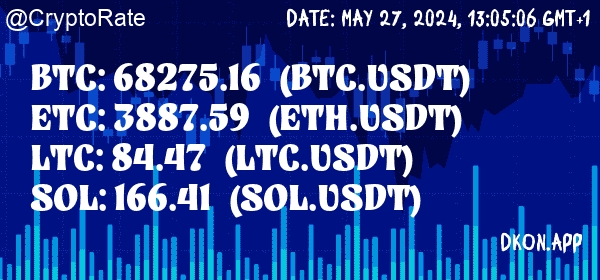 @CryptoRate
DATE: MAY 27, 2024, 13:05:06 GMT+1
BTC: 68275.16 (BTC.USDT)
ETC: 3887.59 (ETH.USDT)
LTC: 84.47 (LTC.USDT)
SOL: 166.41 (SOL.USDT)
DKON.APP